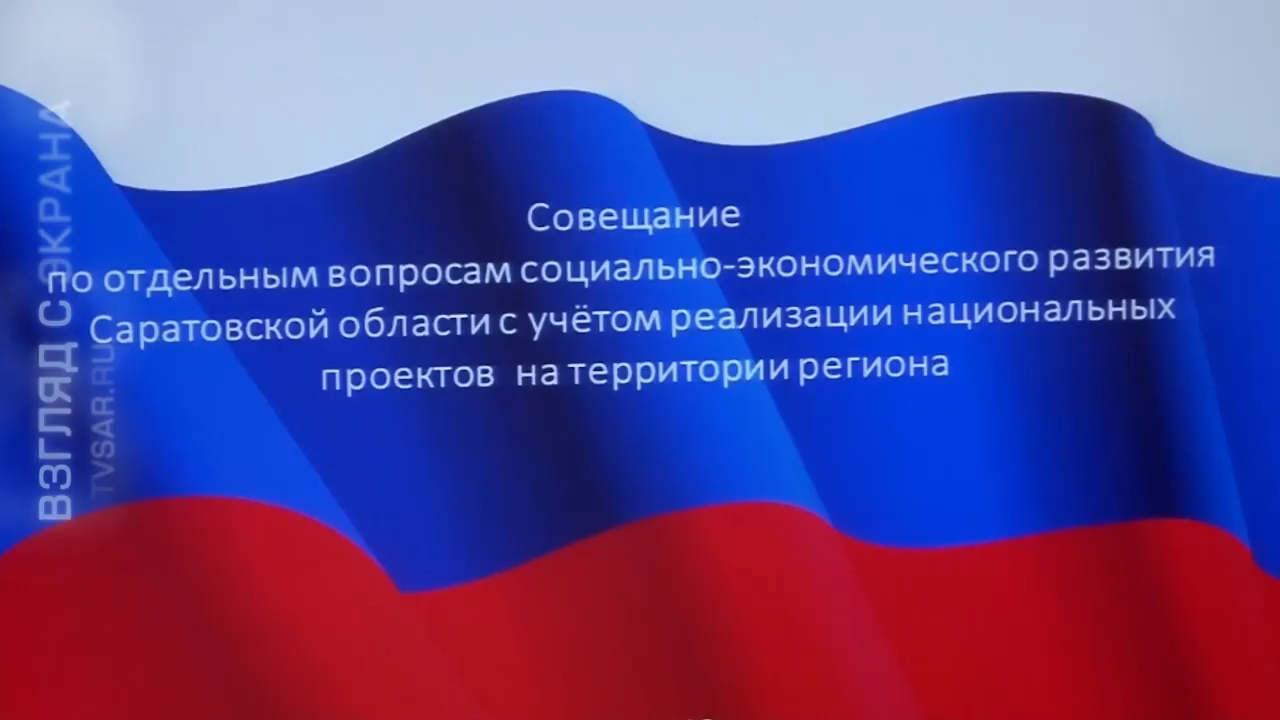 Совещание
по отдельным вопросам социально-экономического развития
Саратовской области с учётом реализации национальных
проектов на территории региона
ВЗГЛЯД С ЭКРАНА
TVSAR.RU